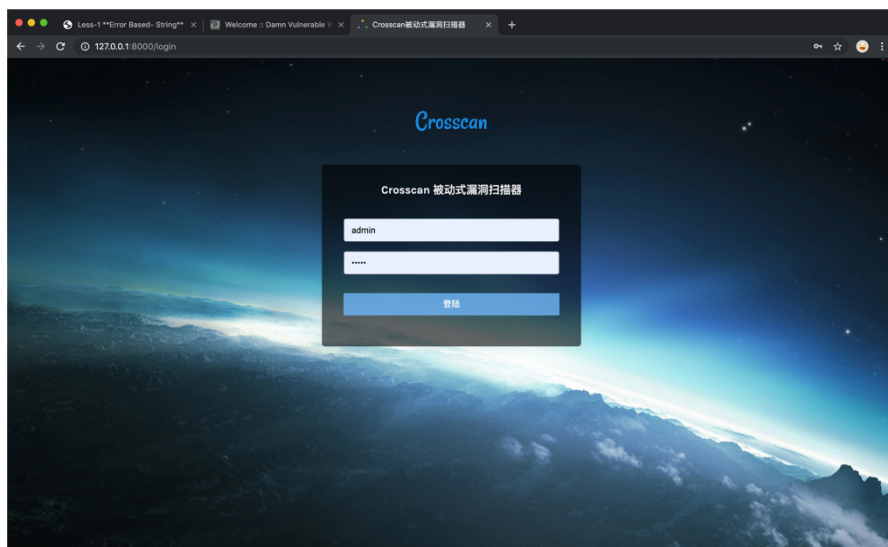 Less-1 **Error Based- String**
Welcome :: Damn Vulnerable
Crosscan被动式漏洞扫描器
127.0.0.1:8000/login
Crosscan
Crosscan 被动式漏洞扫描器
admin
•••••
登陆